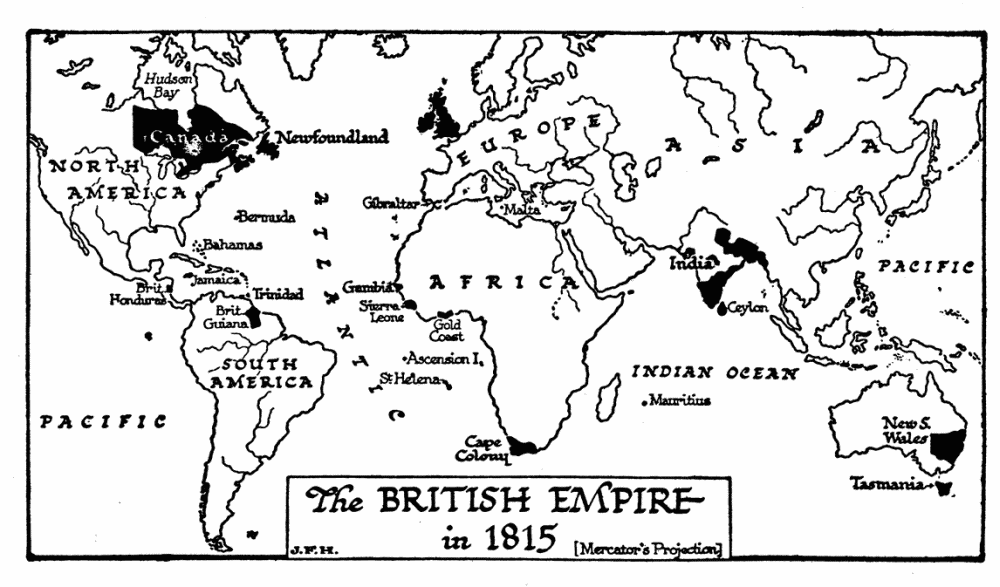 Hudson
Bay
Canada
Newfoundland
NORTH
AMERICA
EUROPE
ASIA
Bermuda
ATLANTIC
Gibraltar
Malta
Bahamas
Jamaica
Brit.
Honduras
Trinidad
Brit.
Guiana
Gambia
Sierra
Leone
AFRICA
Gold
Coast
India
Ceylon
PACIFIC
Ascension I.
St Helena
SOUTH
AMERICA
INDIAN OCEAN
Mauritius
PACIFIC
Cape
Colony
New S.
Wales
Tasmania
The BRITISH EMPIRE
in 1815
J.F.H.
[Mercator's Projection]